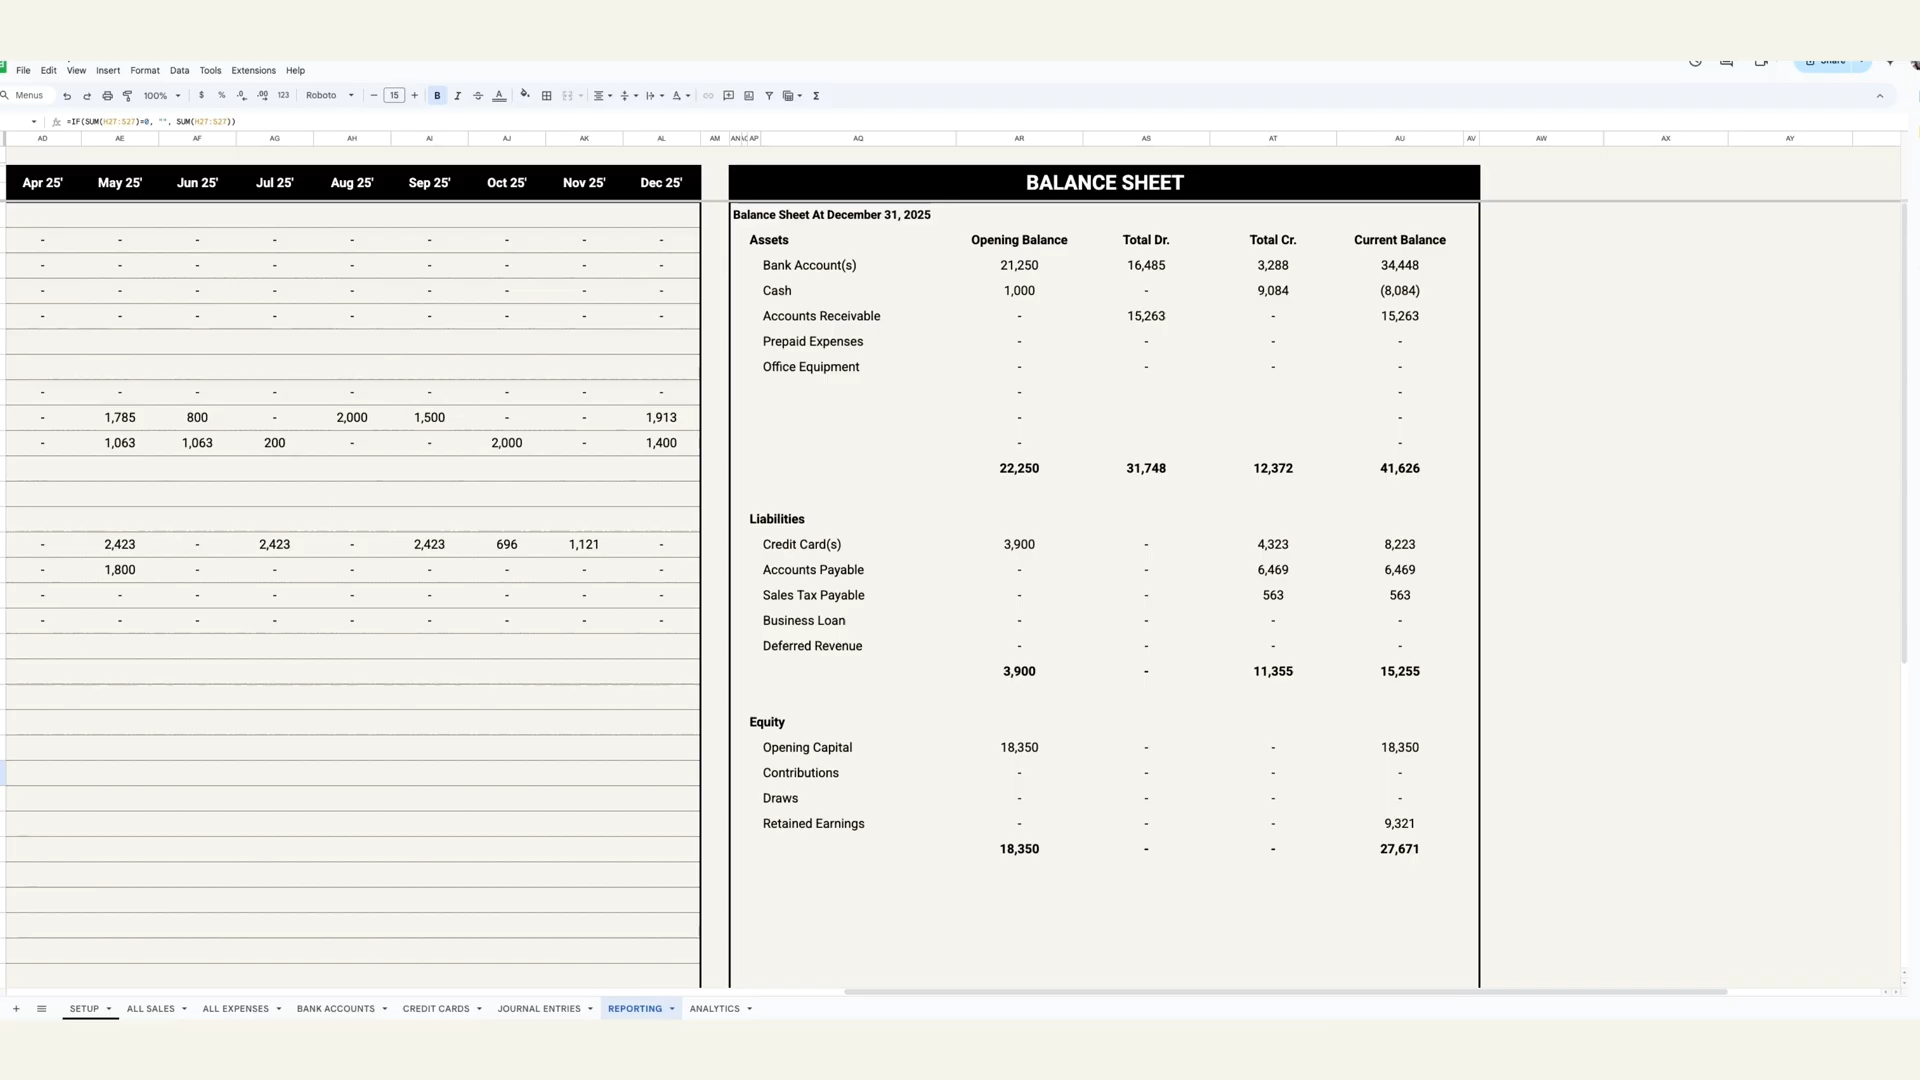 File Edit View Insert Format Data Tools Extensions Help
Menus 100% $ % .0 .00 123 Roboto - 15 + B I S A Σ
fx =IF(SUM(H27:S27)=0, "", SUM(H27:S27))
AD AE AF AG AH AI AJ AK AL AM AN AP AQ AR AS AT AU AV AW AX AY
Apr 25' May 25' Jun 25' Jul 25' Aug 25' Sep 25' Oct 25' Nov 25' Dec 25' BALANCE SHEET
Balance Sheet At December 31, 2025
- - - - - - - - - Assets Opening Balance Total Dr. Total Cr. Current Balance
- - - - - - - - - Bank Account(s) 21,250 16,485 3,288 34,448
- - - - - - - - - Cash 1,000 - 9,084 (8,084)
- - - - - - - - - Accounts Receivable - 15,263 - 15,263
Prepaid Expenses - - - -
Office Equipment - - - -
- - - - - - - - - - -
- 1,785 800 - 2,000 1,500 - - 1,913 - -
- 1,063 1,063 200 - - 2,000 - 1,400 - -
22,250 31,748 12,372 41,626
Liabilities
- 2,423 - 2,423 - 2,423 696 1,121 - Credit Card(s) 3,900 - 4,323 8,223
- 1,800 - - - - - - - Accounts Payable - - 6,469 6,469
- - - - - - - - - Sales Tax Payable - - 563 563
- - - - - - - - - Business Loan - - - -
Deferred Revenue - - - -
3,900 - 11,355 15,255
Equity
Opening Capital 18,350 - - 18,350
Contributions - - - -
Draws - - - -
Retained Earnings - - - 9,321
18,350 - - 27,671
+ SETUP ALL SALES ALL EXPENSES BANK ACCOUNTS CREDIT CARDS JOURNAL ENTRIES REPORTING ANALYTICS